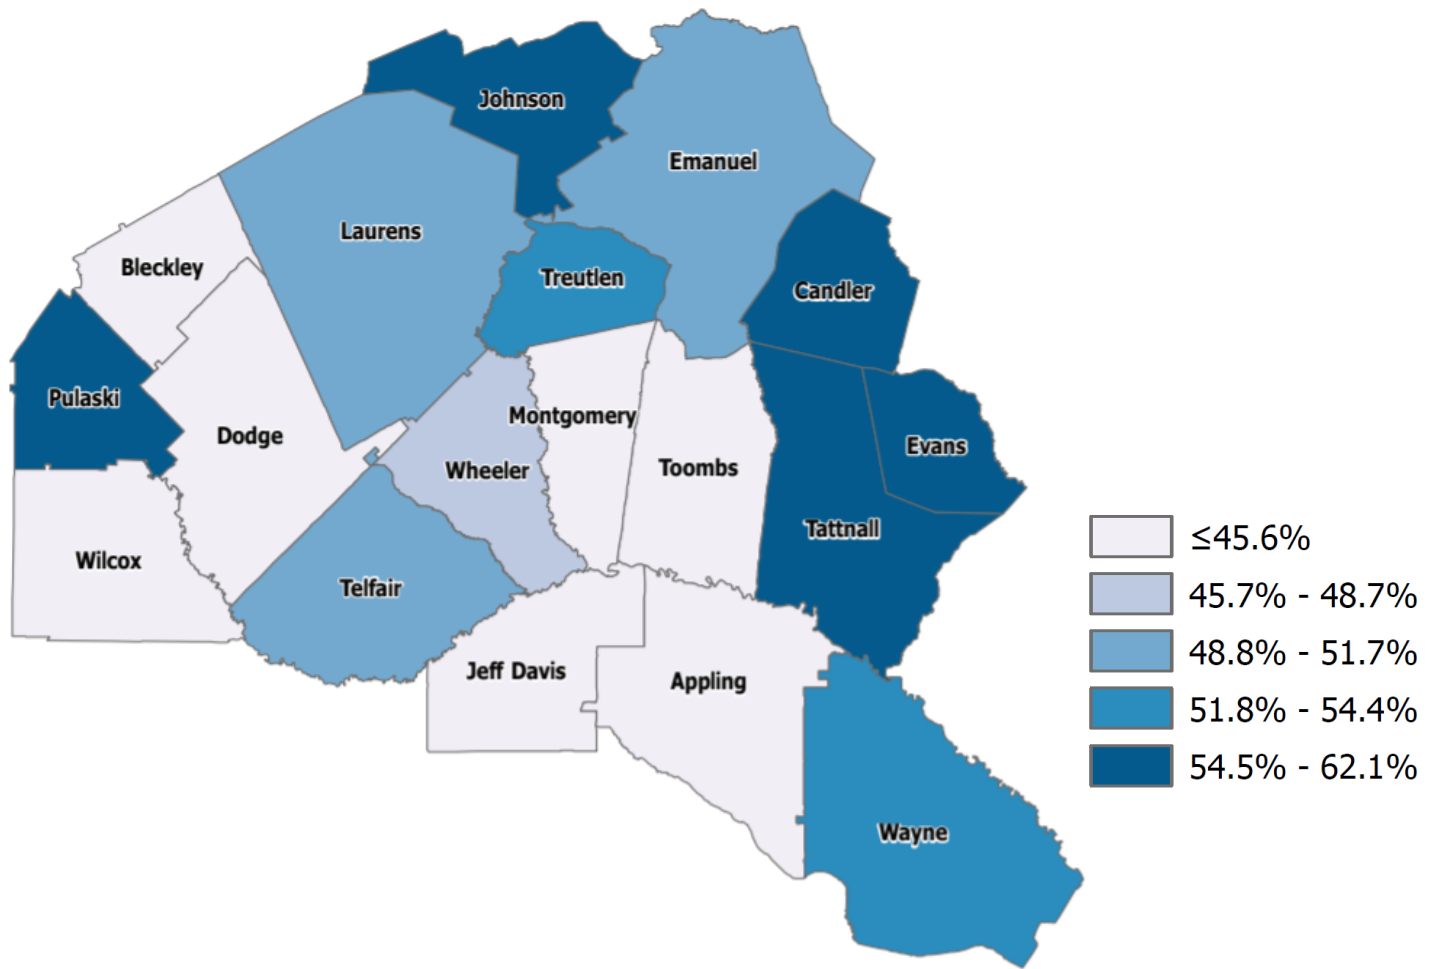 Johnson
Emanuel
Laurens
Bleckley
Treutlen
Candler
Pulaski
Montgomery
Dodge
Evans
Wheeler
Toombs
Tattnall
Wilcox
Telfair
Jeff Davis
Appling
Wayne
≤45.6%
45.7% - 48.7%
48.8% - 51.7%
51.8% - 54.4%
54.5% - 62.1%